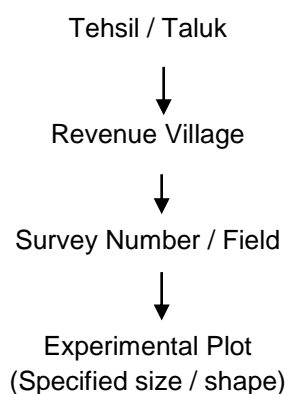 Tehsil / Taluk
Revenue Village
Survey Number / Field
Experimental Plot
(Specified size / shape)